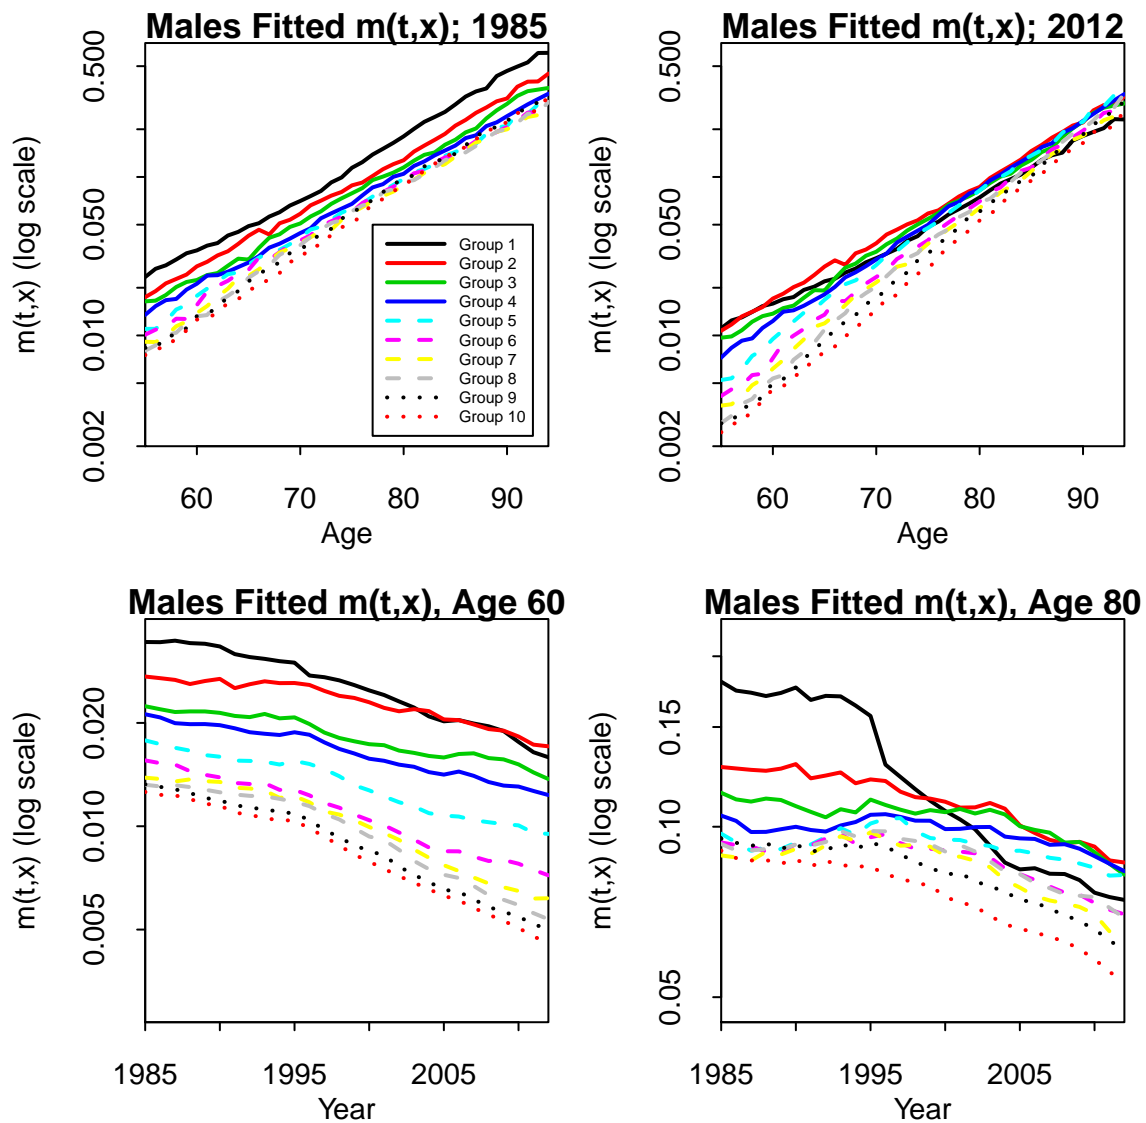 Males Fitted m(t,x); 1985
m(t,x) (log scale)
0.500
0.050
0.010
0.002
60 70 80 90
Age
Group 1
Group 2
Group 3
Group 4
Group 5
Group 6
Group 7
Group 8
Group 9
Group 10
Males Fitted m(t,x); 2012
m(t,x) (log scale)
0.500
0.050
0.010
0.002
60 70 80 90
Age
Males Fitted m(t,x), Age 60
m(t,x) (log scale)
0.020
0.010
0.005
1985 1995 2005
Year
Males Fitted m(t,x), Age 80
m(t,x) (log scale)
0.15
0.10
0.05
1985 1995 2005
Year